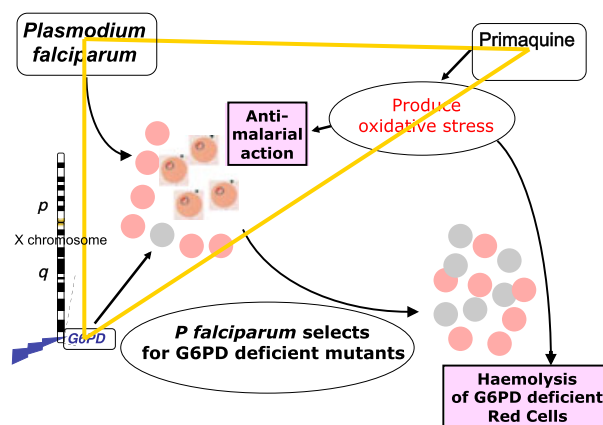 Plasmodium
falciparum
Primaquine
Produce
oxidative stress
Anti-
malarial
action
p
X chromosome
q
G6PD
P falciparum selects
for G6PD deficient mutants
Haemolysis
of G6PD deficient
Red Cells